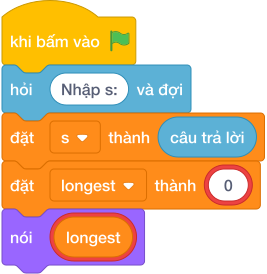 khi bấm vào
hỏi Nhập s: và đợi
đặt s thành câu trả lời
đặt longest thành 0
nói longest